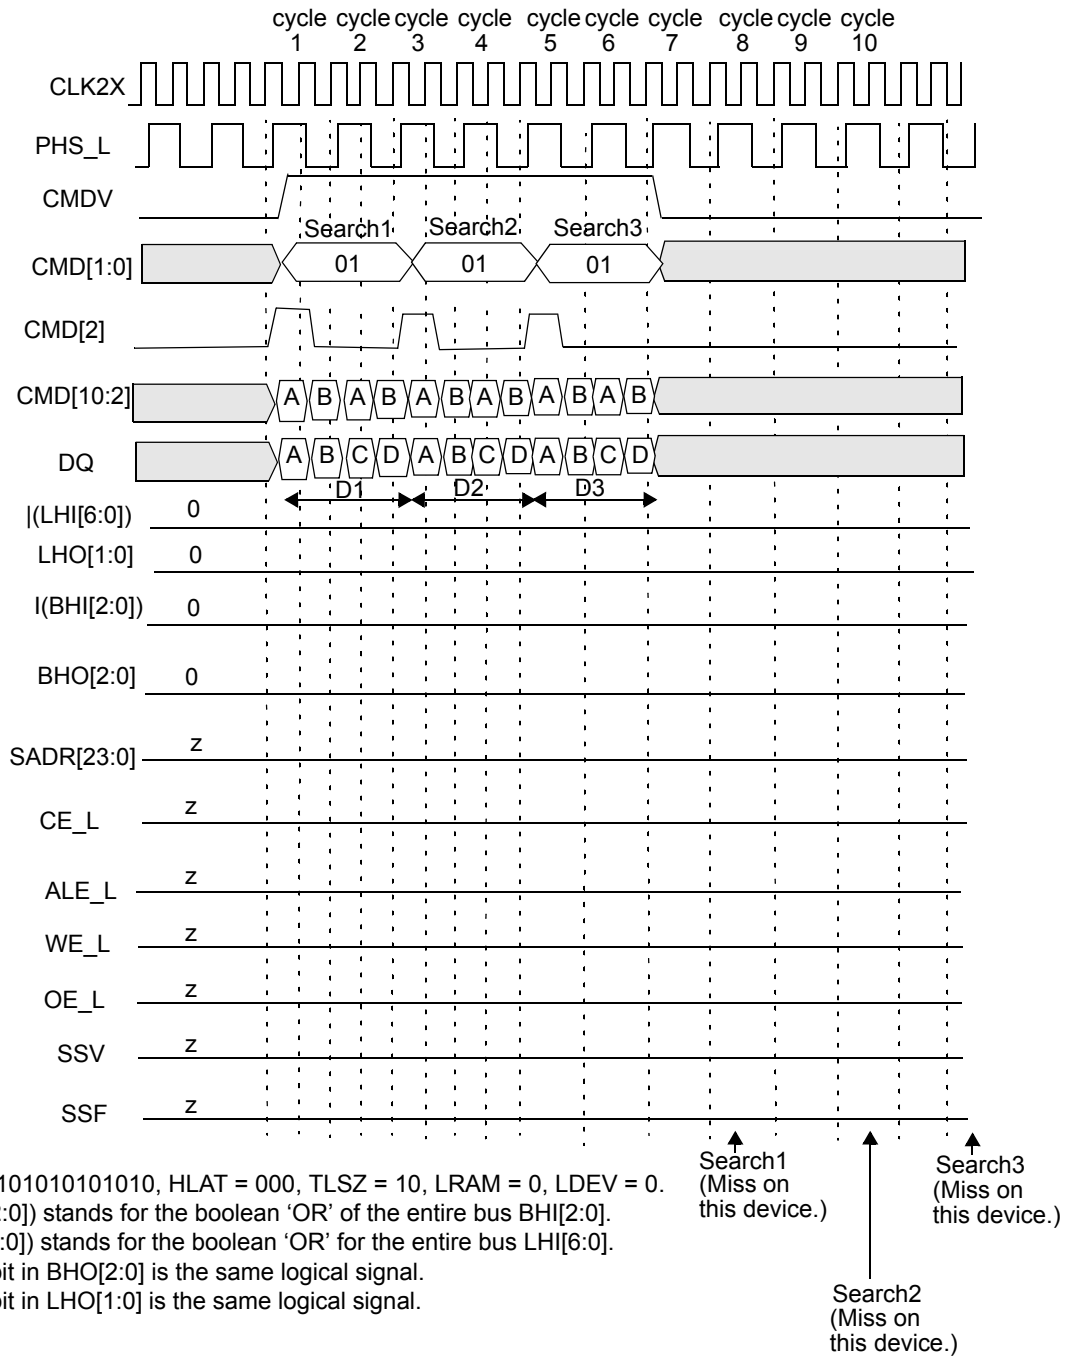 cycle cycle cycle cycle cycle cycle cycle cycle cycle cycle
1 2 3 4 5 6 7 8 9 10
CLK2X
PHS_L
CMDV
Search1 Search2 Search3
CMD[1:0] 01 01 01
CMD[2]
CMD[10:2] A B A B A B A B A B A B
DQ A B C D A B C D A B C D
D1 D2 D3
|(LHI[6:0]) 0
LHO[1:0] 0
I(BHI[2:0]) 0
BHO[2:0] 0
SADR[23:0] z
CE_L z
ALE_L z
WE_L z
OE_L z
SSV z
SSF z
Search1
(Miss on
this device.)
Search3
(Miss on
this device.)
Search2
(Miss on
this device.)
101010101010, HLAT = 000, TLSZ = 10, LRAM = 0, LDEV = 0.
:0]) stands for the boolean ‘OR’ of the entire bus BHI[2:0].
:0]) stands for the boolean ‘OR’ for the entire bus LHI[6:0].
bit in BHO[2:0] is the same logical signal.
bit in LHO[1:0] is the same logical signal.